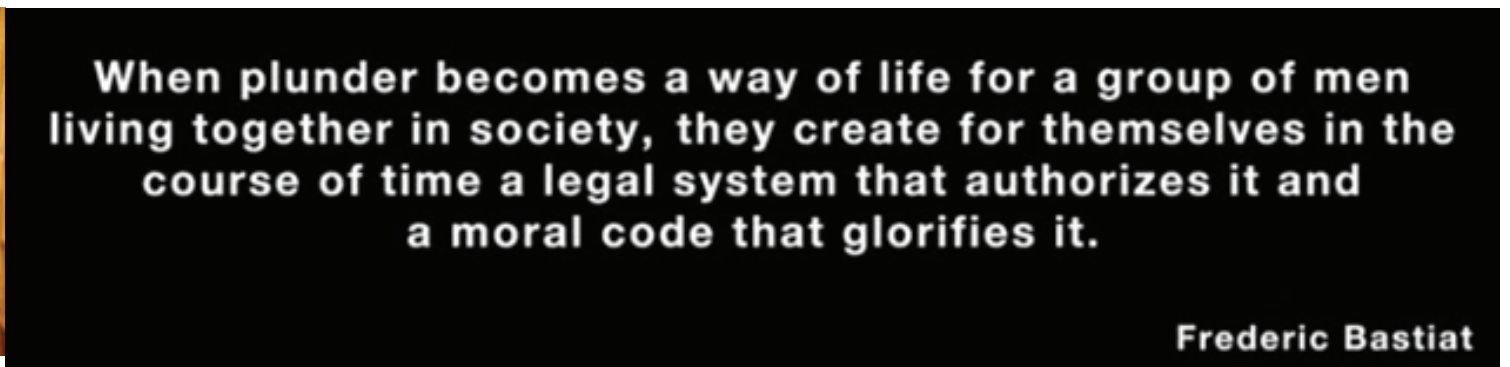 When plunder becomes a way of life for a group of men
living together in society, they create for themselves in the
course of time a legal system that authorizes it and
a moral code that glorifies it.
Frederic Bastiat